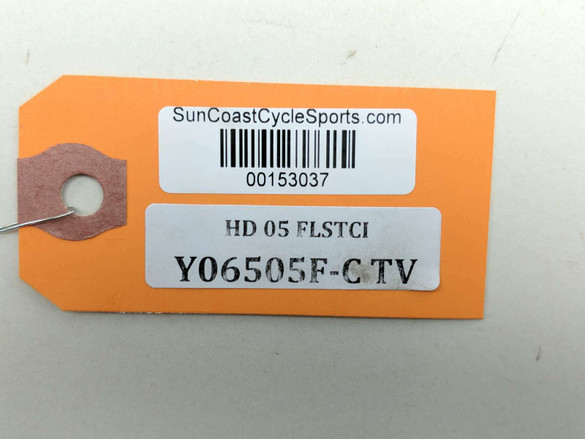 SunCoastCycleSports.com
00153037
HD 05 FLSTCI
Y06505F-C TV